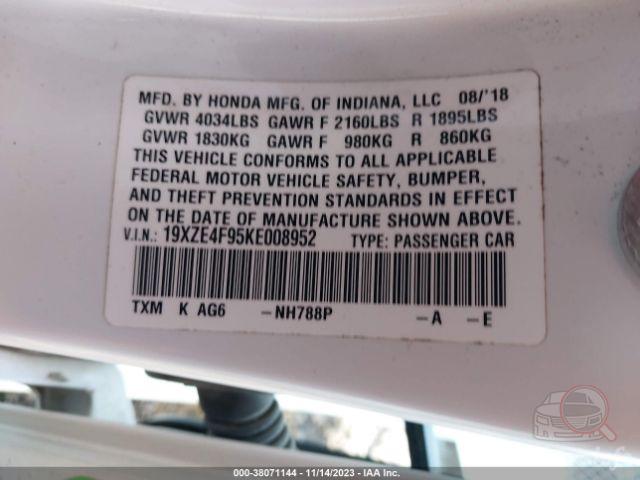 MFD. BY HONDA MFG. OF INDIANA, LLC 08/'18
GVWR 4034LBS GAWR F 2160LBS R 1895LBS
GVWR 1830KG GAWR F 980KG R 860KG
THIS VEHICLE CONFORMS TO ALL APPLICABLE
FEDERAL MOTOR VEHICLE SAFETY, BUMPER,
AND THEFT PREVENTION STANDARDS IN EFFECT
ON THE DATE OF MANUFACTURE SHOWN ABOVE.
V.I.N.: 19XZE4F95KE008952 TYPE: PASSENGER CAR
TXM K AG6 -NH788P -A -E
000-38071144 - 11/14/2023 - IAA Inc.